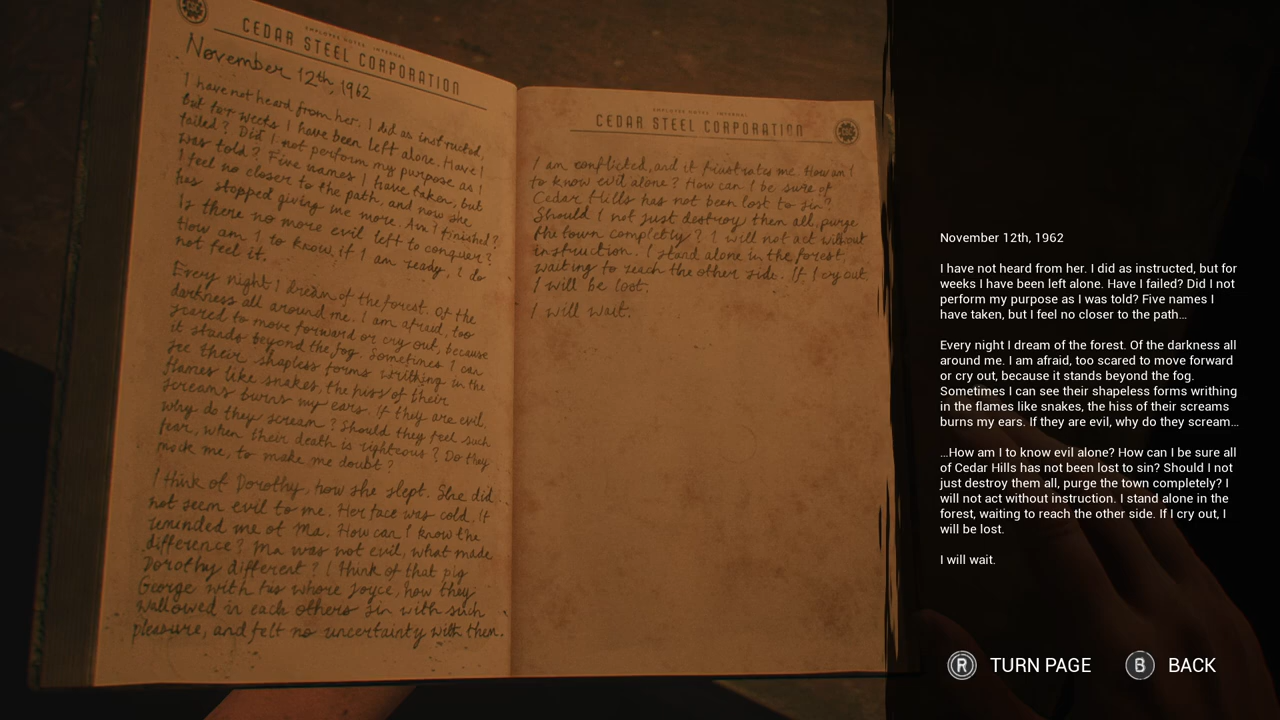 EMPLOYEE NOTES - INTERNAL
CEDAR STEEL CORPORATION
November 12th, 1962
I have not heard from her. I did as instructed,
but for weeks I have been left alone. Have I
failed? Did I not perform my purpose as I
was told? Five names I have taken, but
I feel no closer to the path, and now she
has stopped giving me more. Am I finished?
Is there no more evil left to conquer?
How am I to know if I am ready, I do
not feel it.
Every night I dream of the forest. Of the
darkness all around me. I am afraid, too
scared to move forward or cry out, because
it stands beyond the fog. Sometimes I can
see their shapless forms writhing in the
flames like snakes, the hiss of their
screams burns my ears. If they are evil,
why do they scream? Should they feel such
fear, when their death is righteous? Do they
mock me, to make me doubt?
I think of Dorothy, how she slept. She did
not seem evil to me. Her face was cold. It
reminded me of Ma. How can I know the
difference? Ma was not evil, what made
Dorothy different? I think of that pig
George with his whore Joyce, how they
wallowed in each others sin with such
pleasure, and felt no uncertainty with them.
EMPLOYEE NOTES - INTERNAL
CEDAR STEEL CORPORATION
I am conflicted, and it frustrates me. How am I
to know evil alone? How can I be sure of
Cedar Hills has not been lost to sin?
Should I not just destroy them all, purge
the town completly? I will not act without
instruction. I stand alone in the forest,
waiting to reach the other side. If I cry out,
I will be lost.
I will wait.
November 12th, 1962
I have not heard from her. I did as instructed, but for
weeks I have been left alone. Have I failed? Did I not
perform my purpose as I was told? Five names I
have taken, but I feel no closer to the path...
Every night I dream of the forest. Of the darkness all
around me. I am afraid, too scared to move forward
or cry out, because it stands beyond the fog.
Sometimes I can see their shapeless forms writhing
in the flames like snakes, the hiss of their screams
burns my ears. If they are evil, why do they scream...
...How am I to know evil alone? How can I be sure all
of Cedar Hills has not been lost to sin? Should I not
just destroy them all, purge the town completely? I
will not act without instruction. I stand alone in the
forest, waiting to reach the other side. If I cry out, I
will be lost.
I will wait.
R TURN PAGE
B BACK